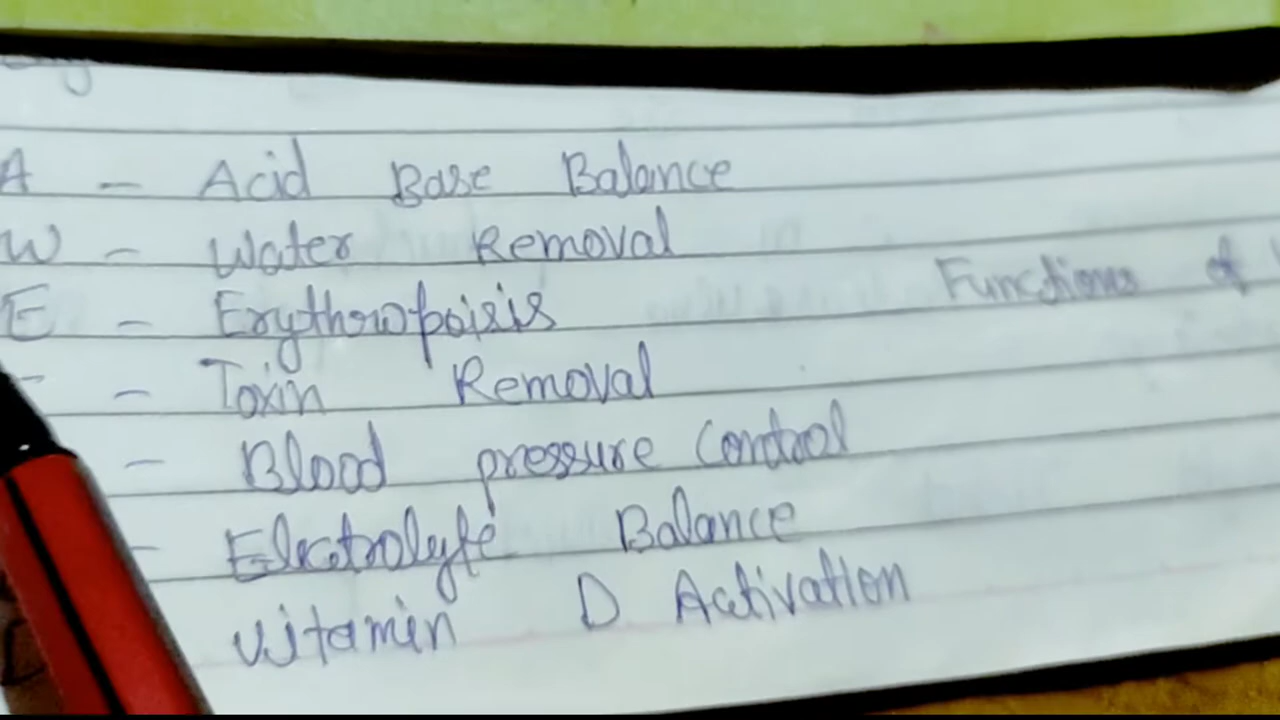 A - Acid Base Balance
W - Water Removal
E - Erythropoisis
Functions of
- Toxin Removal
- Blood pressure Control
- Electrolyte Balance
Vitamin D Activation